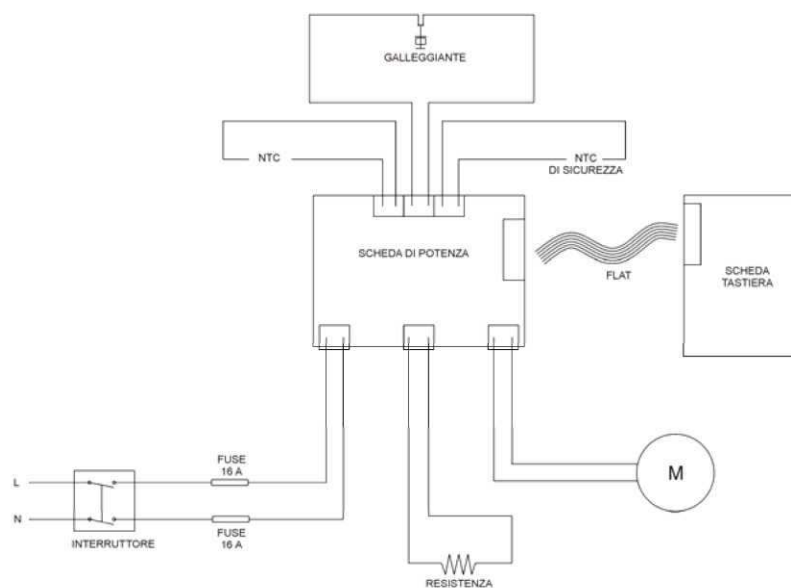 GALLEGGIANTE
NTC
NTC
DI SICUREZZA
SCHEDA DI POTENZA
FLAT
SCHEDA
TASTIERA
FUSE
16 A
L
M
N
FUSE
16 A
INTERRUTTORE
RESISTENZA